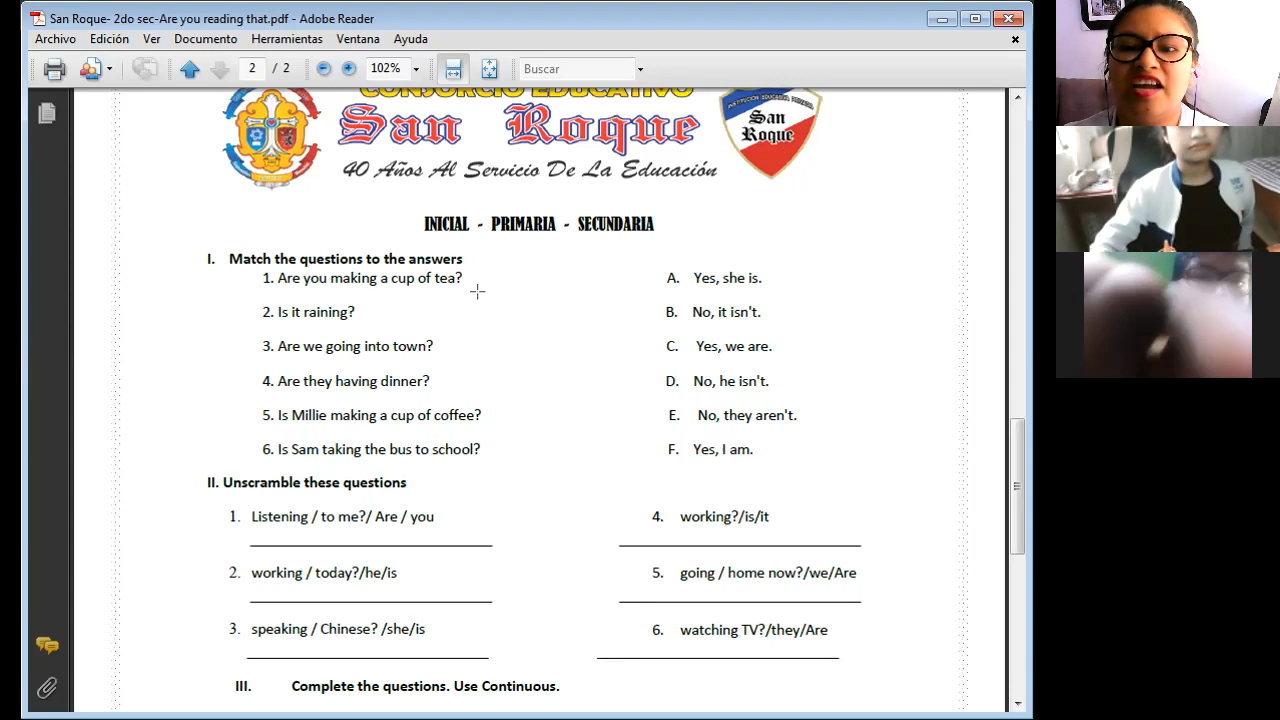 San Roque- 2do sec-Are you reading that.pdf - Adobe Reader
Archivo Edición Ver Documento Herramientas Ventana Ayuda
2 / 2 102% Buscar
CONSORCIO EDUCATIVO
San Roque
INSTITUCIÓN EDUCATIVA PRIVADA
San Roque
40 Años Al Servicio De La Educación
INICIAL - PRIMARIA - SECUNDARIA
I. Match the questions to the answers
1. Are you making a cup of tea? A. Yes, she is.
2. Is it raining? B. No, it isn't.
3. Are we going into town? C. Yes, we are.
4. Are they having dinner? D. No, he isn't.
5. Is Millie making a cup of coffee? E. No, they aren't.
6. Is Sam taking the bus to school? F. Yes, I am.
II. Unscramble these questions
1. Listening / to me?/ Are / you 4. working?/is/it
2. working / today?/he/is 5. going / home now?/we/Are
3. speaking / Chinese? /she/is 6. watching TV?/they/Are
III. Complete the questions. Use Continuous.